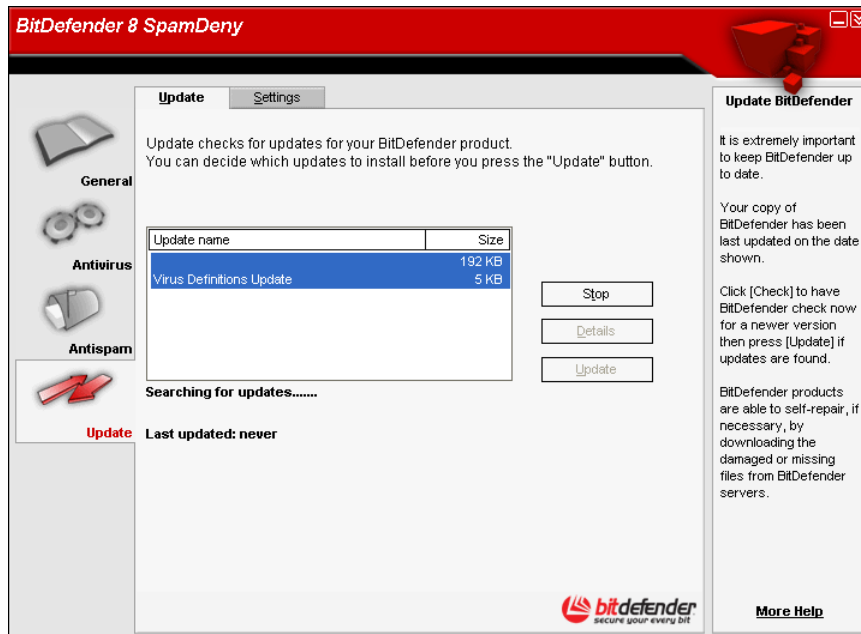 BitDefender 8 SpamDeny
General
Antivirus
Antispam
Update
Update
Settings
Update checks for updates for your BitDefender product.
You can decide which updates to install before you press the "Update" button.
Update name
Size
192 KB
Virus Definitions Update
5 KB
Stop
Details
Update
Searching for updates.......
Last updated: never
bitdefender
secure your every bit
Update BitDefender
It is extremely important
to keep BitDefender up
to date.
Your copy of
BitDefender has been
last updated on the date
shown.
Click [Check] to have
BitDefender check now
for a newer version
then press [Update] if
updates are found.
BitDefender products
are able to self-repair, if
necessary, by
downloading the
damaged or missing
files from BitDefender
servers.
More Help